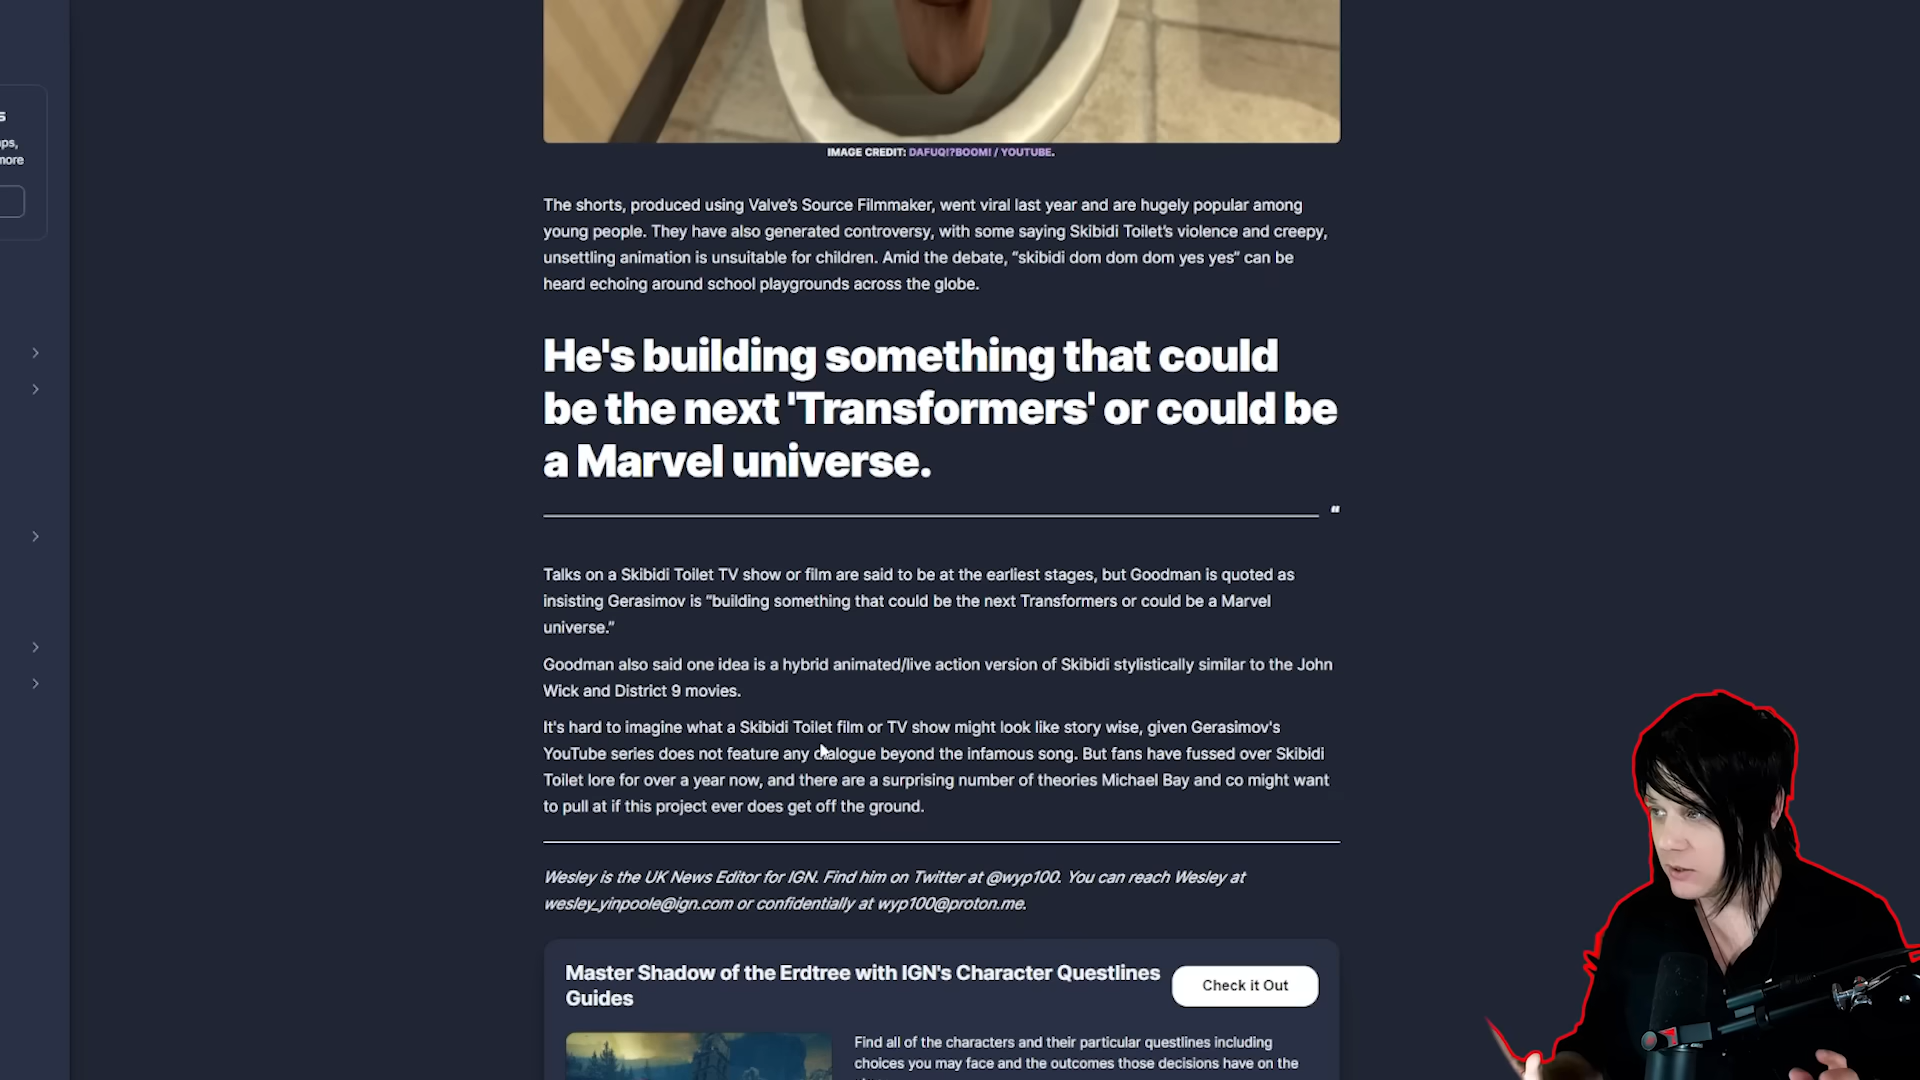 s
ps,
more
IMAGE CREDIT: DAFUQ!?BOOM! / YOUTUBE.
The shorts, produced using Valve’s Source Filmmaker, went viral last year and are hugely popular among
young people. They have also generated controversy, with some saying Skibidi Toilet’s violence and creepy,
unsettling animation is unsuitable for children. Amid the debate, “skibidi dom dom dom yes yes” can be
heard echoing around school playgrounds across the globe.
He's building something that could
be the next 'Transformers' or could be
a Marvel universe.
“
Talks on a Skibidi Toilet TV show or film are said to be at the earliest stages, but Goodman is quoted as
insisting Gerasimov is “building something that could be the next Transformers or could be a Marvel
universe.”
Goodman also said one idea is a hybrid animated/live action version of Skibidi stylistically similar to the John
Wick and District 9 movies.
It's hard to imagine what a Skibidi Toilet film or TV show might look like story wise, given Gerasimov's
YouTube series does not feature any dialogue beyond the infamous song. But fans have fussed over Skibidi
Toilet lore for over a year now, and there are a surprising number of theories Michael Bay and co might want
to pull at if this project ever does get off the ground.
Wesley is the UK News Editor for IGN. Find him on Twitter at @wyp100. You can reach Wesley at
wesley_yinpoole@ign.com or confidentially at wyp100@proton.me.
Master Shadow of the Erdtree with IGN's Character Questlines
Guides
Check it Out
Find all of the characters and their particular questlines including
choices you may face and the outcomes those decisions have on the